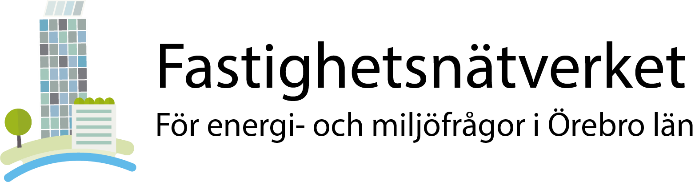 Fastighetsnätverket
För energi- och miljöfrågor i Örebro län